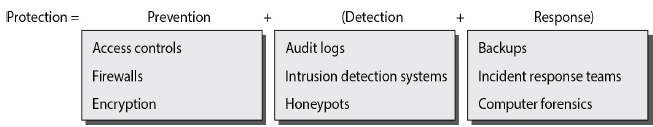 Protection = Prevention + (Detection + Response)
Access controls
Firewalls
Encryption
Audit logs
Intrusion detection systems
Honeypots
Backups
Incident response teams
Computer forensics